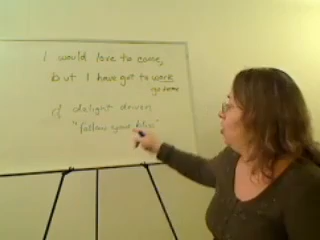 I would love to come,
but I have got to work
go home
delight driven
"follow your bliss"